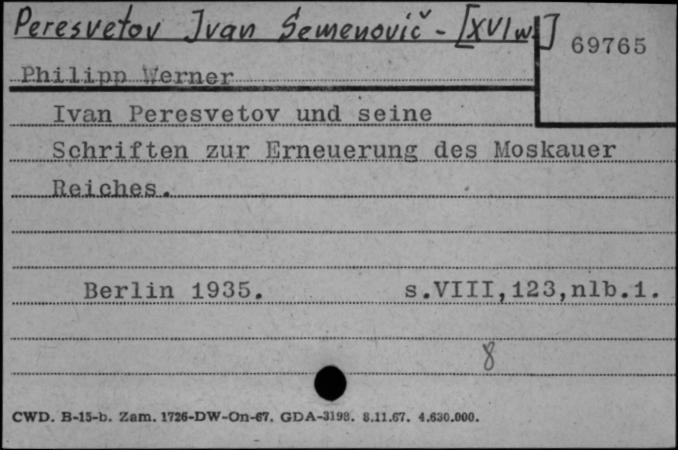 Peresvetov Ivan Semenovič - [XVI w.]
69765
Philipp Werner
Ivan Peresvetov und seine
Schriften zur Erneuerung des Moskauer
Reiches.
Berlin 1935. s.VIII,123,nlb.1.
8
CWD. B-15-b. Zam. 1726-DW-On-67. GDA-3198. 8.11.67. 4.630.000.